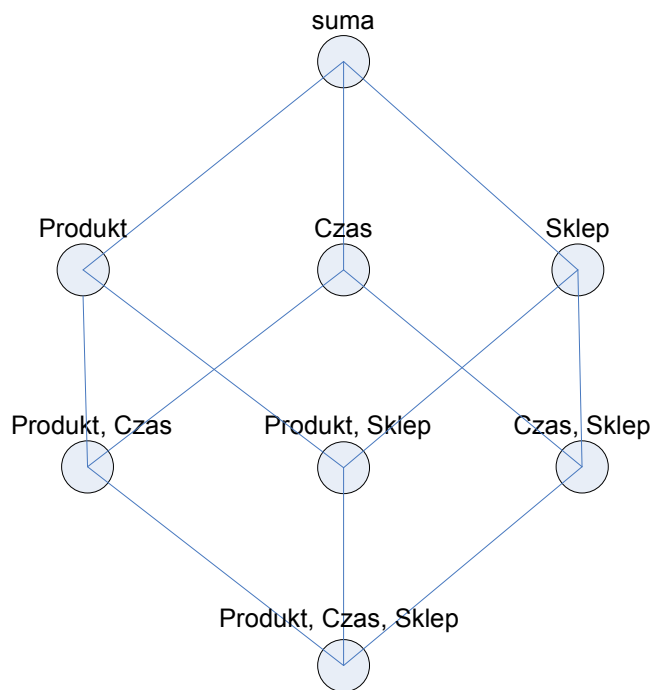 suma
Produkt
Czas
Sklep
Produkt, Czas
Produkt, Sklep
Czas, Sklep
Produkt, Czas, Sklep